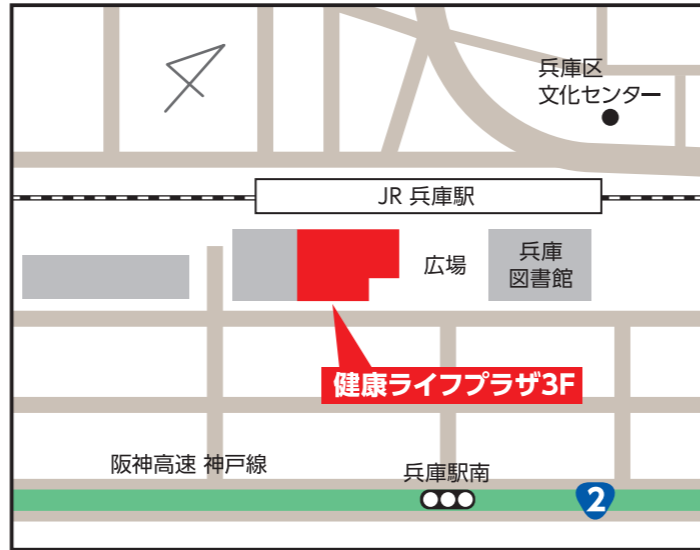 兵庫区
文化センター
JR 兵庫駅
広場
兵庫
図書館
健康ライフプラザ3F
阪神高速 神戸線
兵庫駅南
2